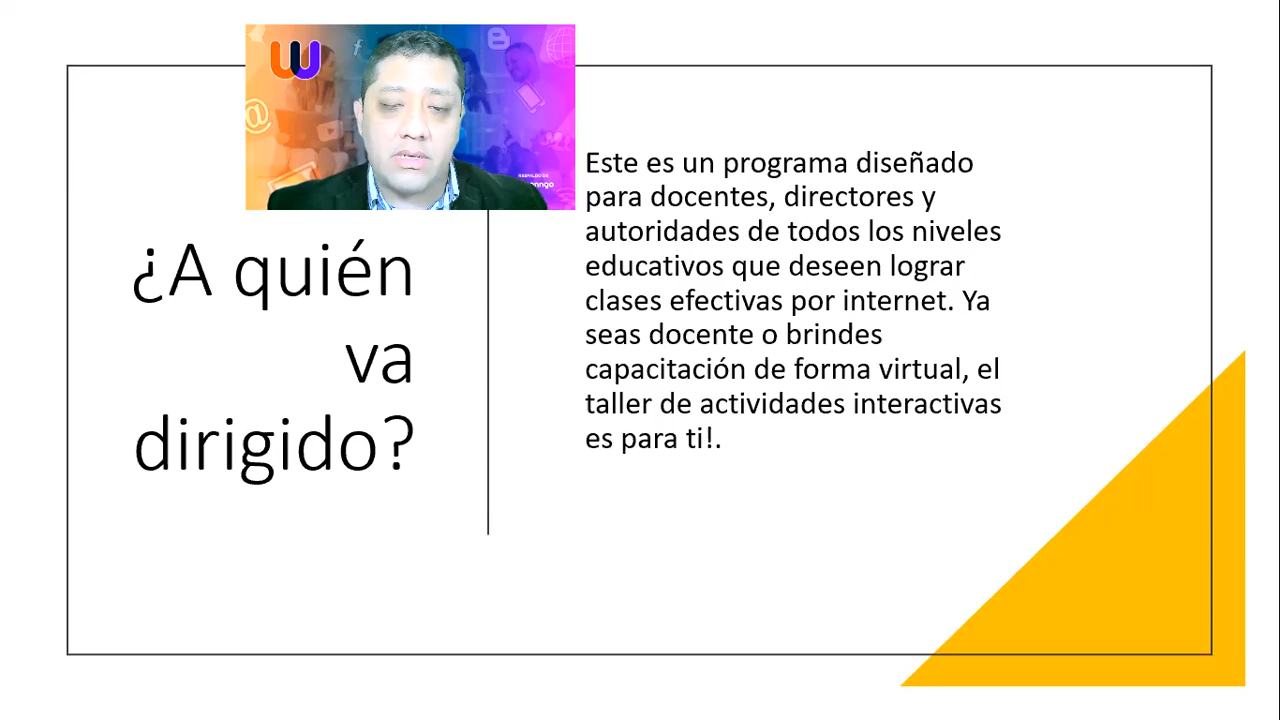 RESPALDO DE
¿A quién
va
dirigido?
Este es un programa diseñado
para docentes, directores y
autoridades de todos los niveles
educativos que deseen lograr
clases efectivas por internet. Ya
seas docente o brindes
capacitación de forma virtual, el
taller de actividades interactivas
es para ti!.